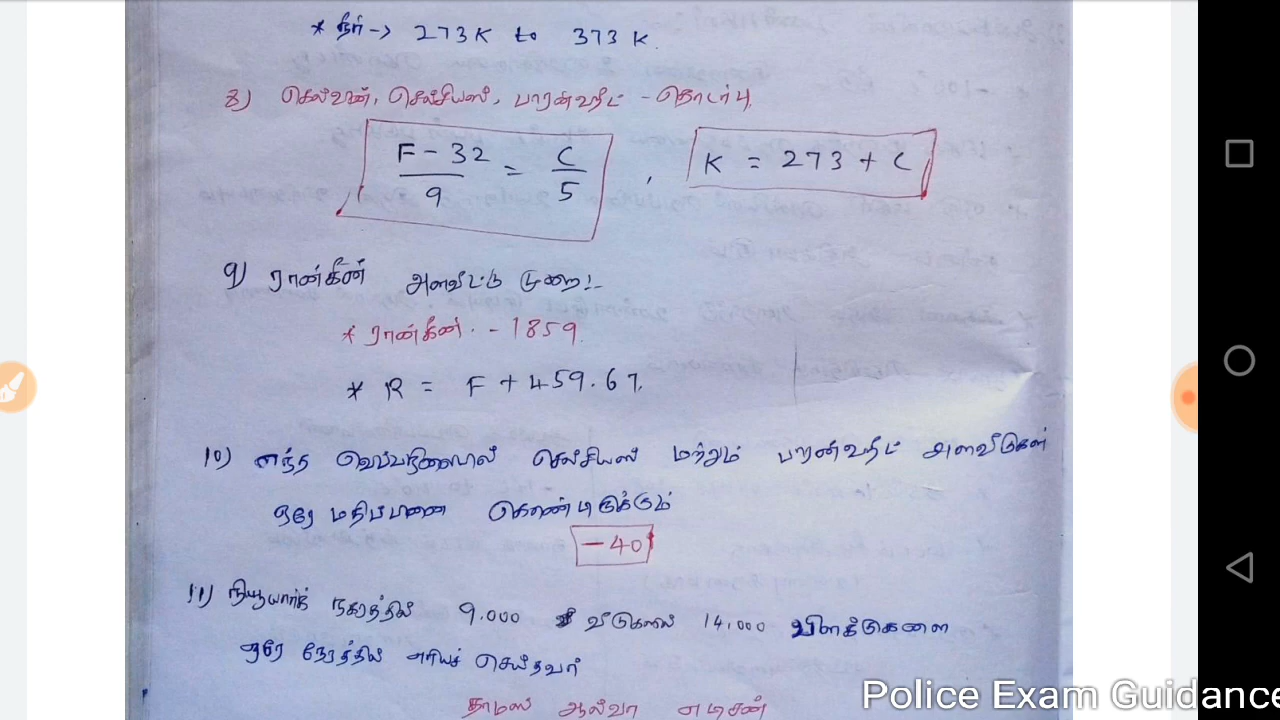 * நீர் -> 273K to 373 K.
8) கெல்வின், செல்சியஸ், பாரன்ஹீட் - தொடர்பு
F - 32 / 9 = C / 5 , K = 273 + C
9) ரான்கீன் அளவீட்டு முறை:-
* ரான்கீன். - 1859.
* R = F + 459.67.
10) எந்த வெப்பநிலையில் செல்சியஸ் மற்றும் பாரன்ஹீட் அளவீடுகள்
ஒரே மதிப்பினை கொண்டிருக்கும்
- 40
11) நியூயார்க் நகரத்தில் 9.000 வீடுகளில் 14.000 விளக்குகளை
ஒரே நேரத்தில் எரியச் செய்தவர்
தாமஸ் ஆல்வா எடிசன்
Police Exam Guidance